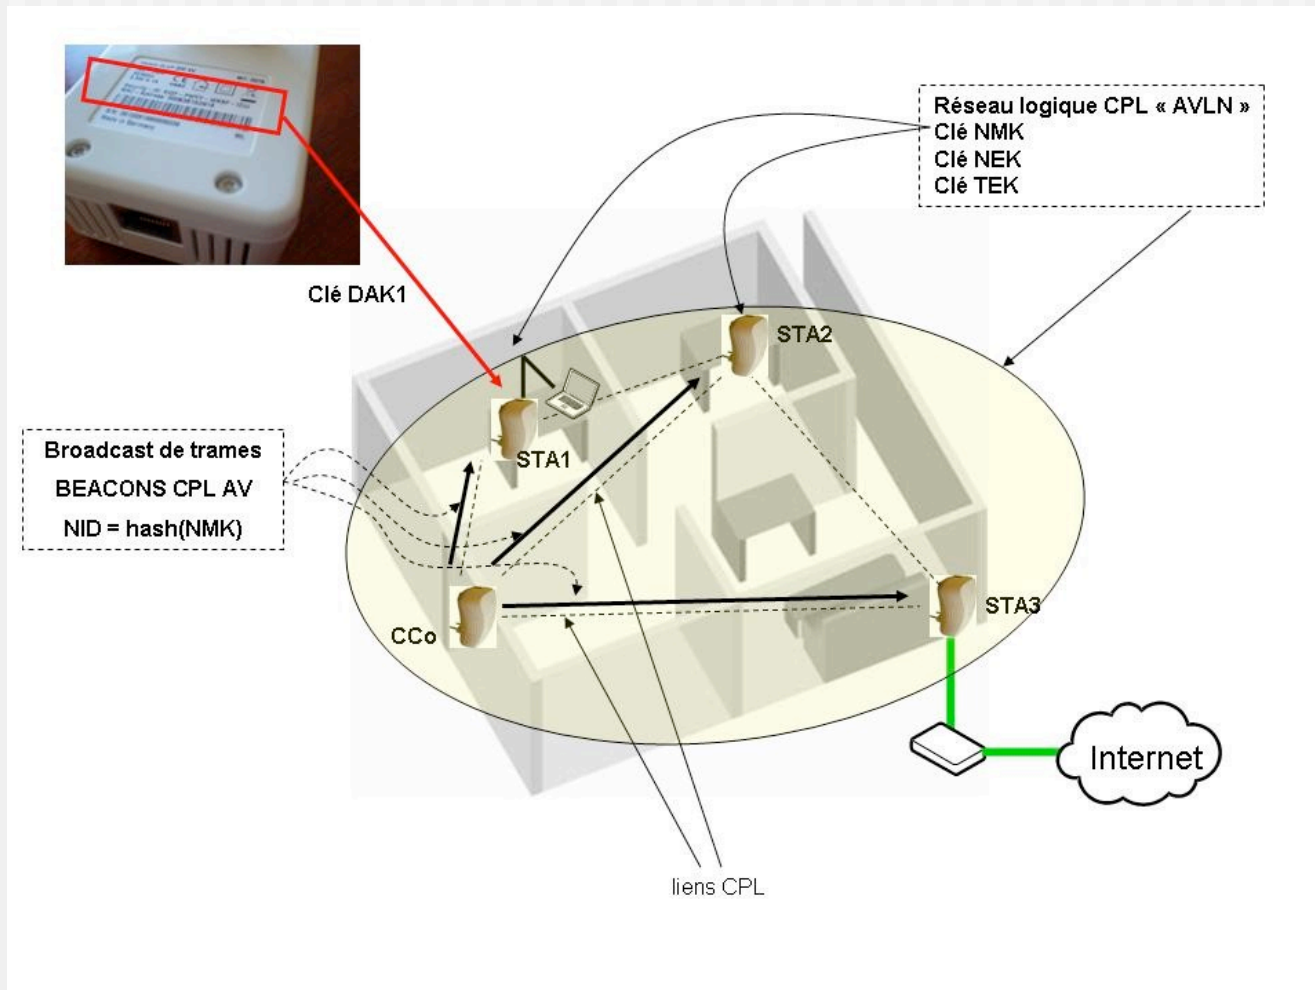 Réseau logique CPL « AVLN »
Clé NMK
Clé NEK
Clé TEK
Clé DAK1
STA2
Broadcast de trames
BEACONS CPL AV
NID = hash(NMK)
STA1
STA3
CCo
Internet
liens CPL